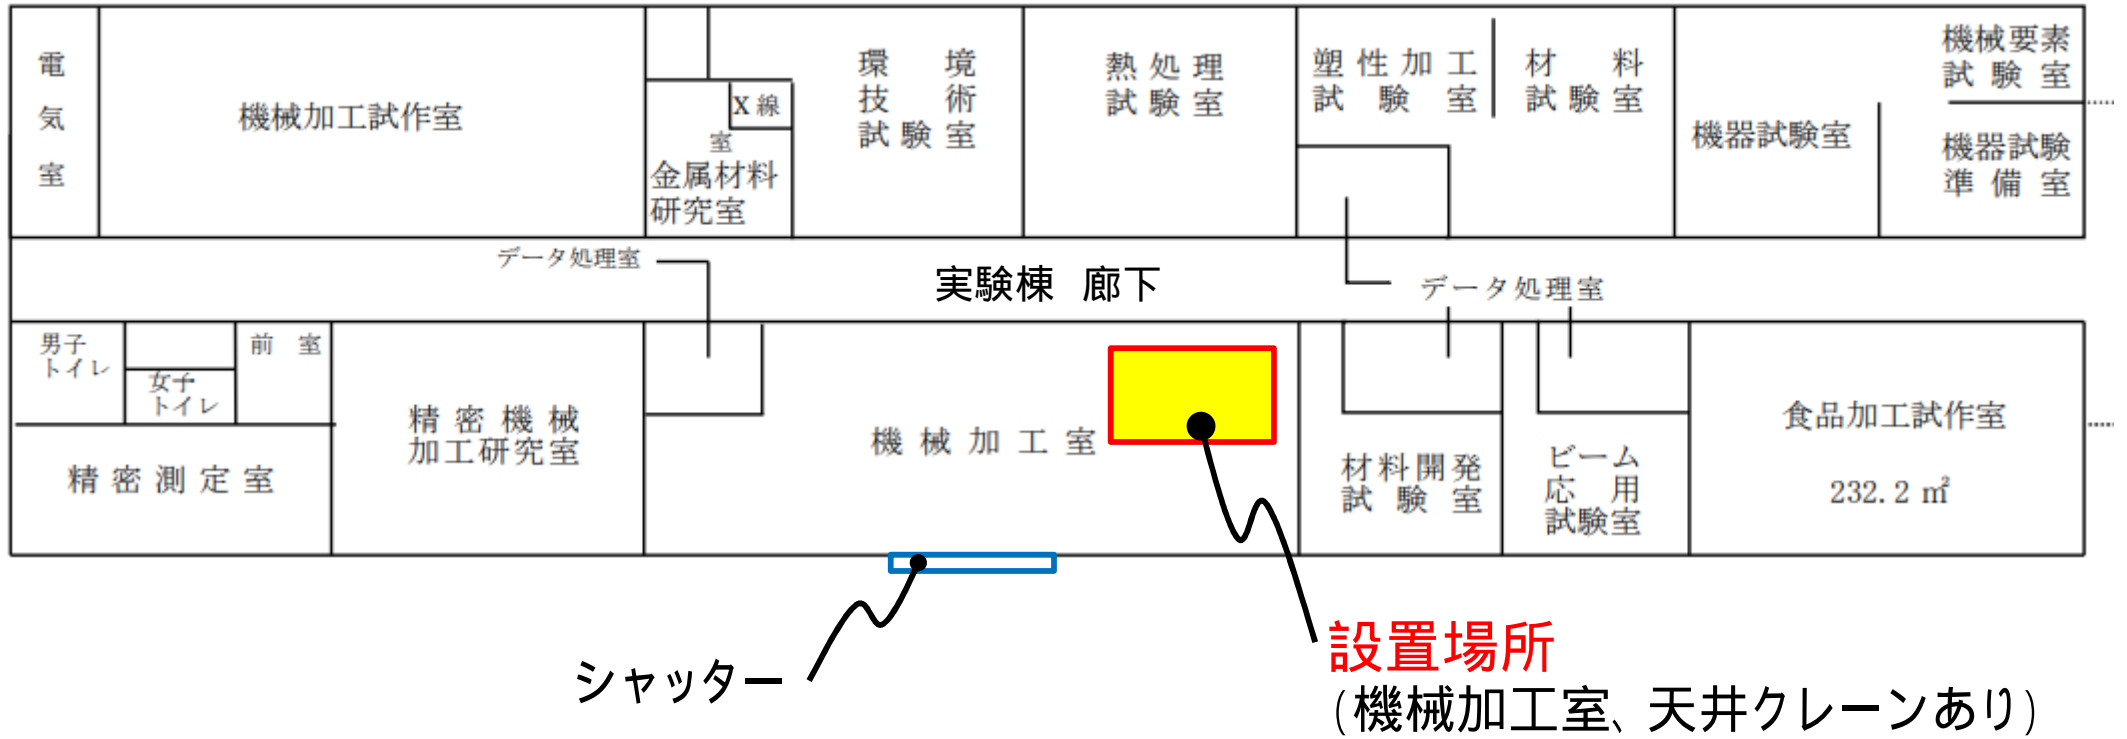 電気室
機械加工試作室
X線
室
金属材料
研究室
環境
技術
試験室
熱処理
試験室
塑性加工
試験室
材料
試験室
機器試験室
機械要素
試験室
機器試験
準備室
データ処理室
実験棟 廊下
データ処理室
男子
トイレ
女子
トイレ
前室
精密測定室
精密機械
加工研究室
機械加工室
材料開発
試験室
ビーム
応用
試験室
食品加工試作室
232.2 ㎡
シャッター
設置場所
(機械加工室、天井クレーンあり)